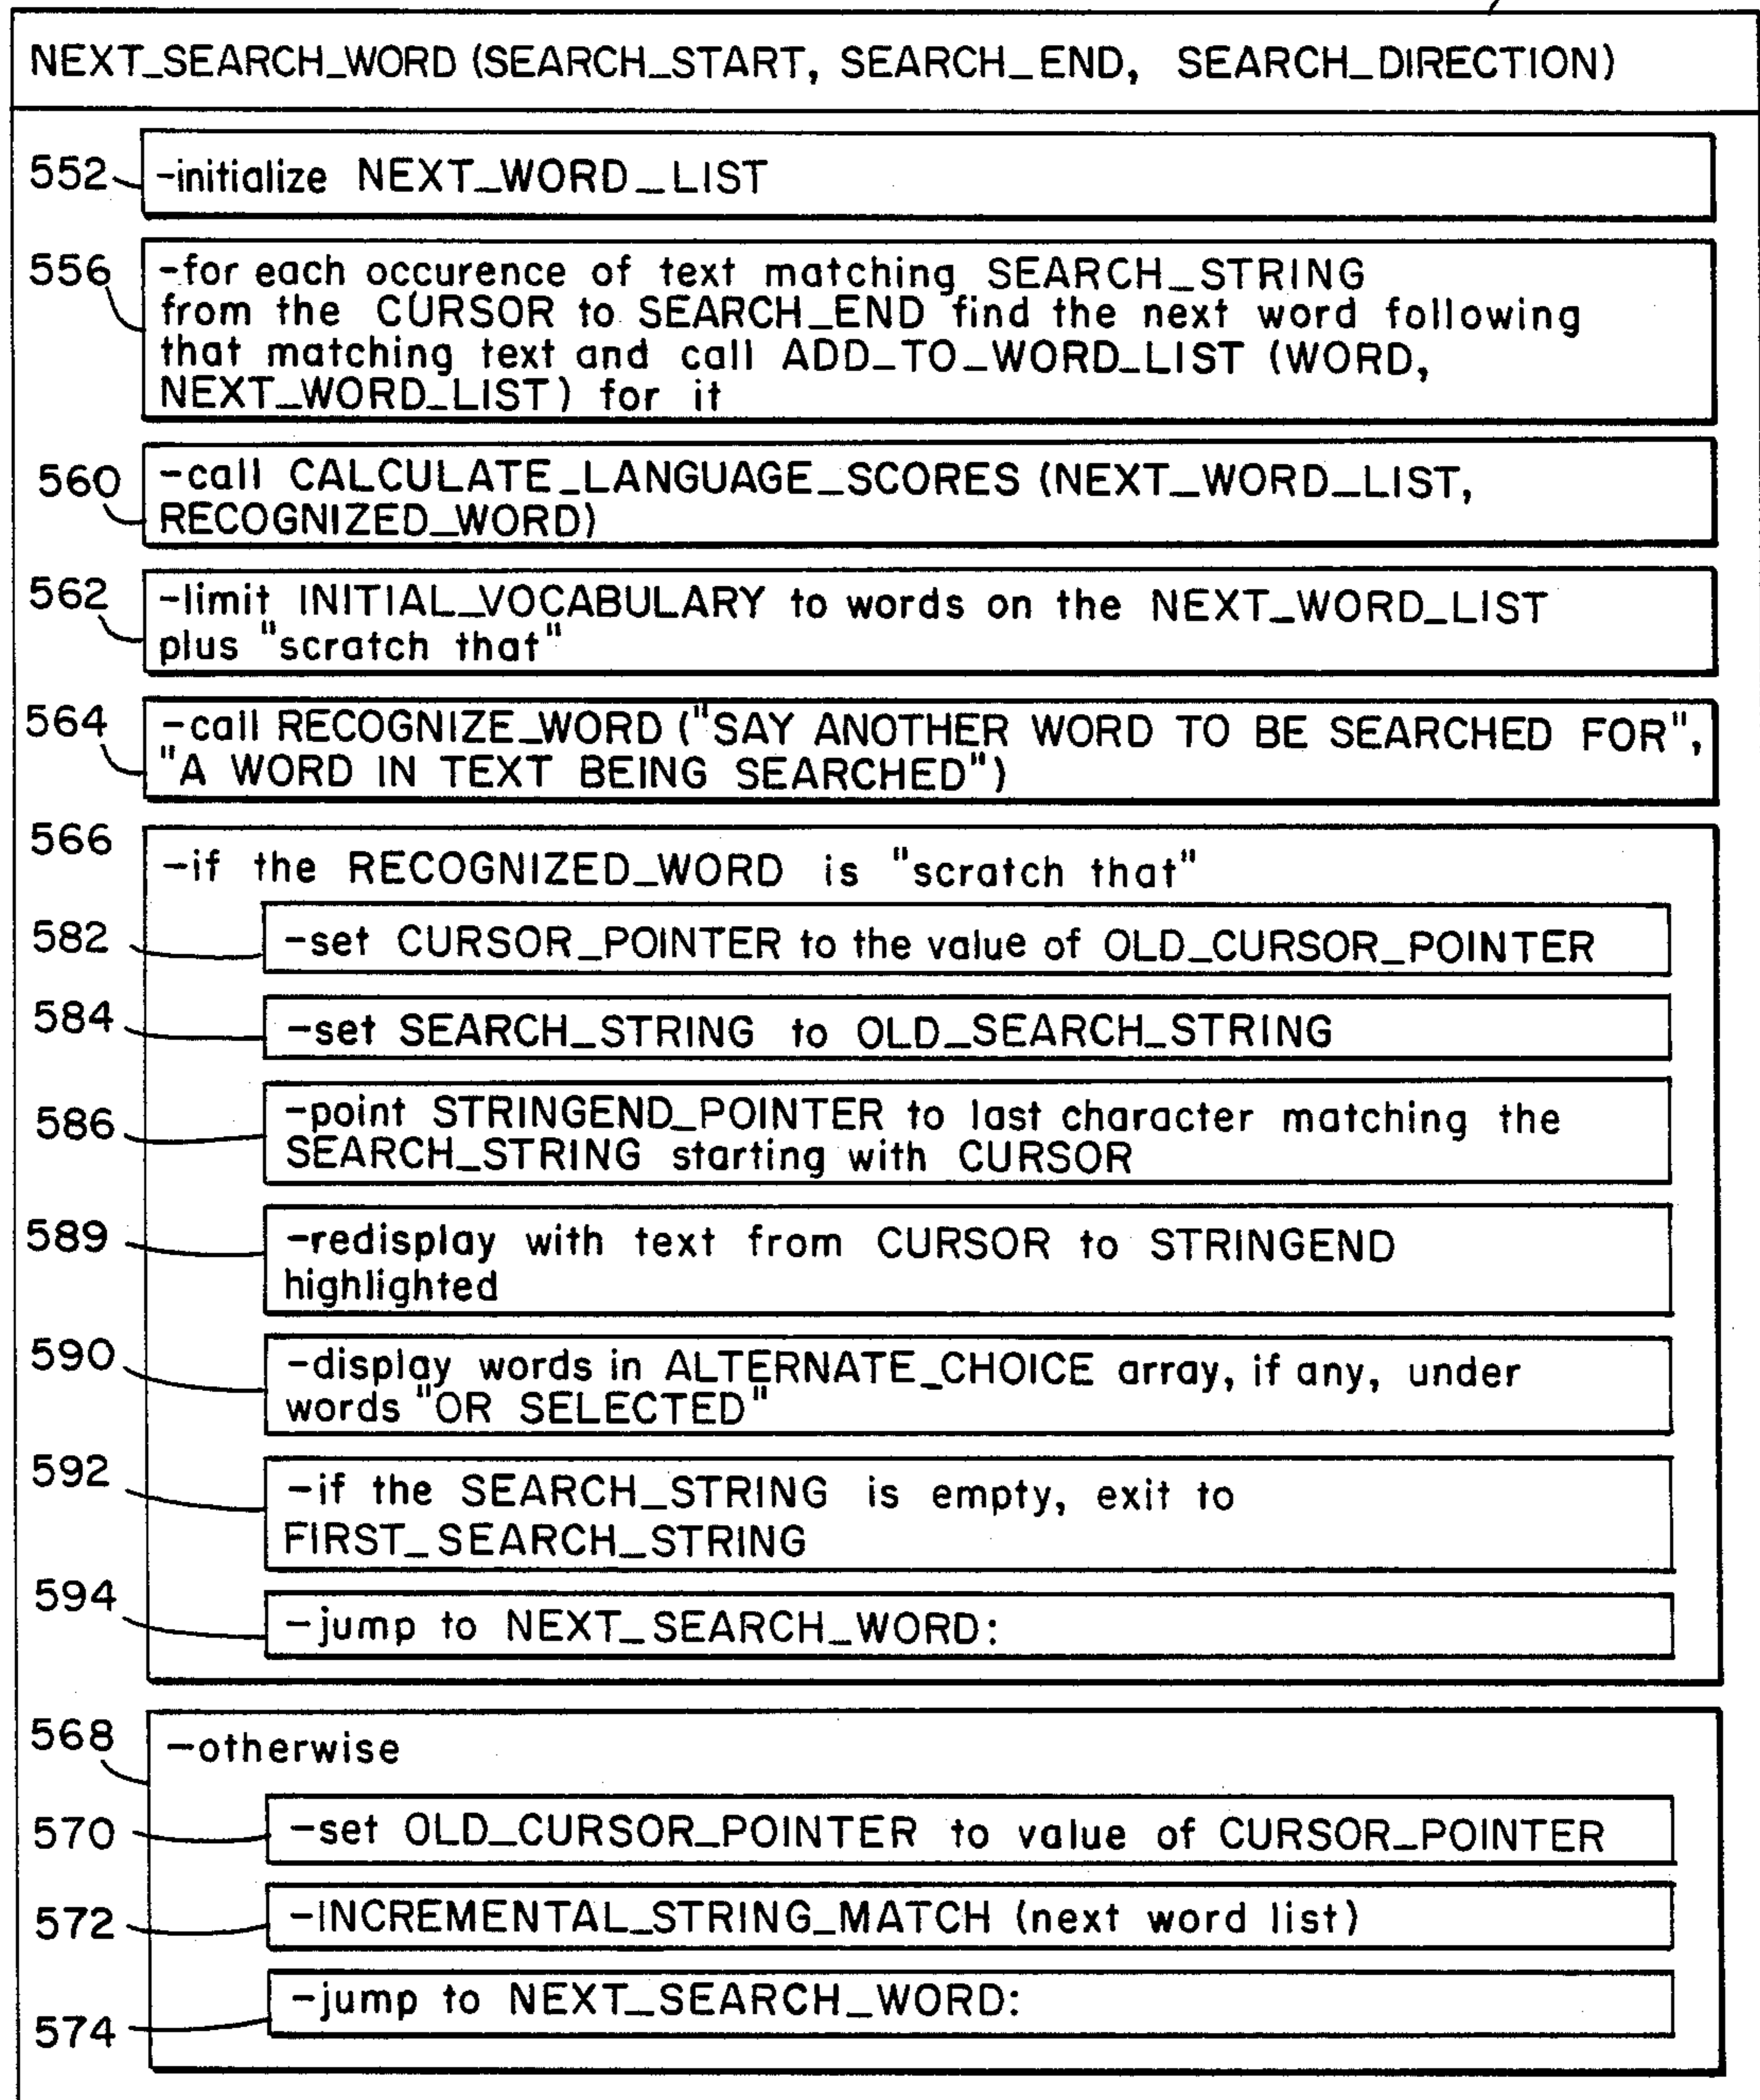 NEXT_SEARCH_WORD (SEARCH_START, SEARCH_END, SEARCH_DIRECTION)
552
-initialize NEXT_WORD_LIST
556
-for each occurence of text matching SEARCH_STRING
from the CURSOR to SEARCH_END find the next word following
that matching text and call ADD_TO_WORD_LIST (WORD,
NEXT_WORD_LIST) for it
560
-call CALCULATE_LANGUAGE_SCORES (NEXT_WORD_LIST,
RECOGNIZED_WORD)
562
-limit INITIAL_VOCABULARY to words on the NEXT_WORD_LIST
plus "scratch that"
564
-call RECOGNIZE_WORD ("SAY ANOTHER WORD TO BE SEARCHED FOR",
"A WORD IN TEXT BEING SEARCHED")
566
-if the RECOGNIZED_WORD is "scratch that"
582
-set CURSOR_POINTER to the value of OLD_CURSOR_POINTER
584
-set SEARCH_STRING to OLD_SEARCH_STRING
586
-point STRINGEND_POINTER to last character matching the
SEARCH_STRING starting with CURSOR
589
-redisplay with text from CURSOR to STRINGEND
highlighted
590
-display words in ALTERNATE_CHOICE array, if any, under
words "OR SELECTED"
592
-if the SEARCH_STRING is empty, exit to
FIRST_SEARCH_STRING
594
-jump to NEXT_SEARCH_WORD:
568
-otherwise
570
-set OLD_CURSOR_POINTER to value of CURSOR_POINTER
572
-INCREMENTAL_STRING_MATCH (next word list)
574
-jump to NEXT_SEARCH_WORD: